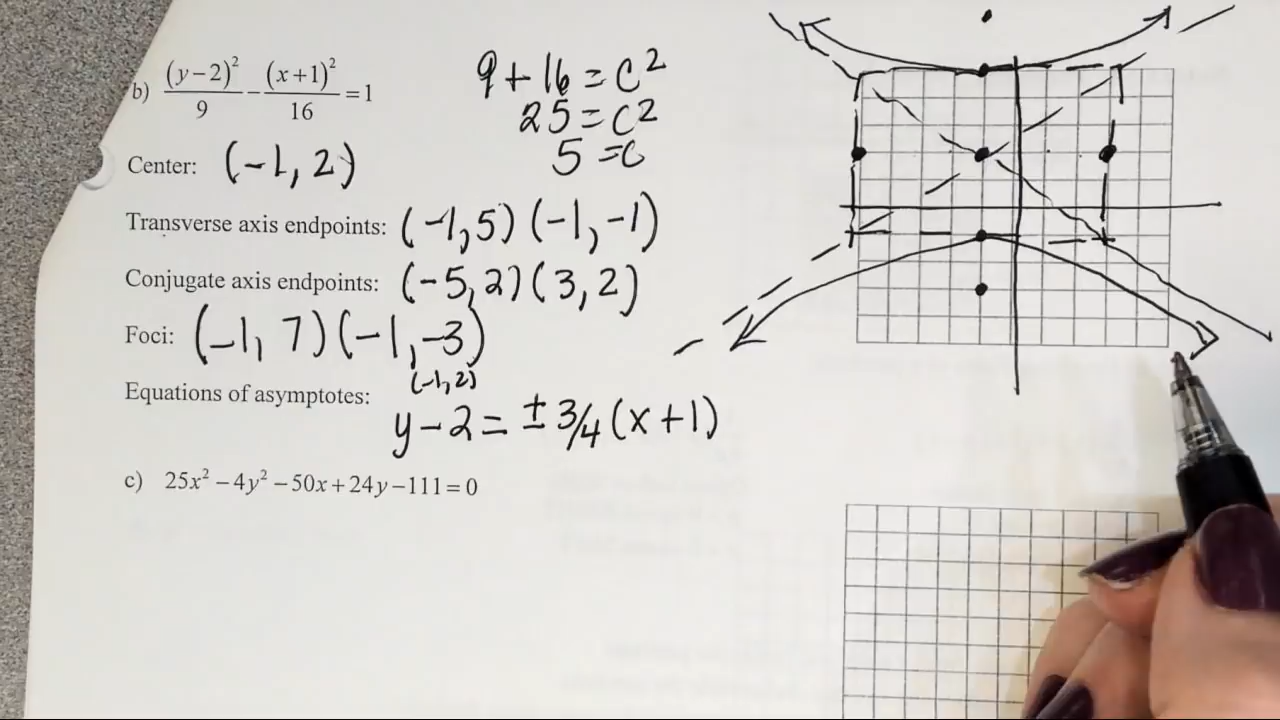 b) (y−2)²/9 − (x+1)²/16 = 1
9 + 16 = C²
25 = C²
5 = C
Center: (−1, 2)
Transverse axis endpoints: (−1, 5) (−1, −1)
Conjugate axis endpoints: (−5, 2) (3, 2)
Foci: (−1, 7) (−1, −3)
(−1, 2)
Equations of asymptotes: y − 2 = ± 3/4 (x + 1)
c) 25x² − 4y² − 50x + 24y − 111 = 0